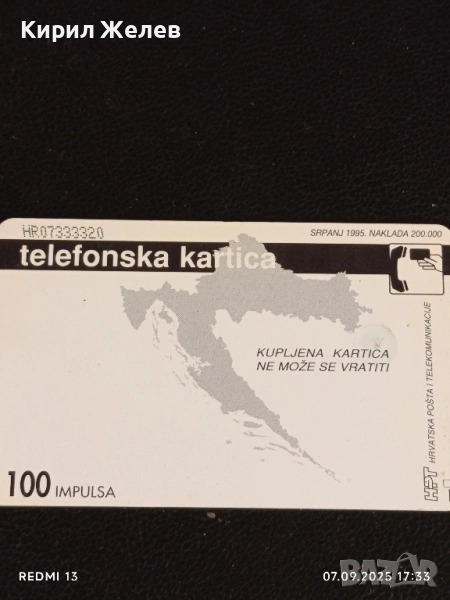 Кирил Желев
HR07333320
SRPANJ 1995. NAKLADA 200.000
telefonska kartica
KUPLJENA KARTICA
NE MOŽE SE VRATITI
HPT HRVATSKA POŠTA I TELEKOMUNIKACIJE
100 IMPULSA
REDMI 13
07.09.2025 17:33
BAZAR